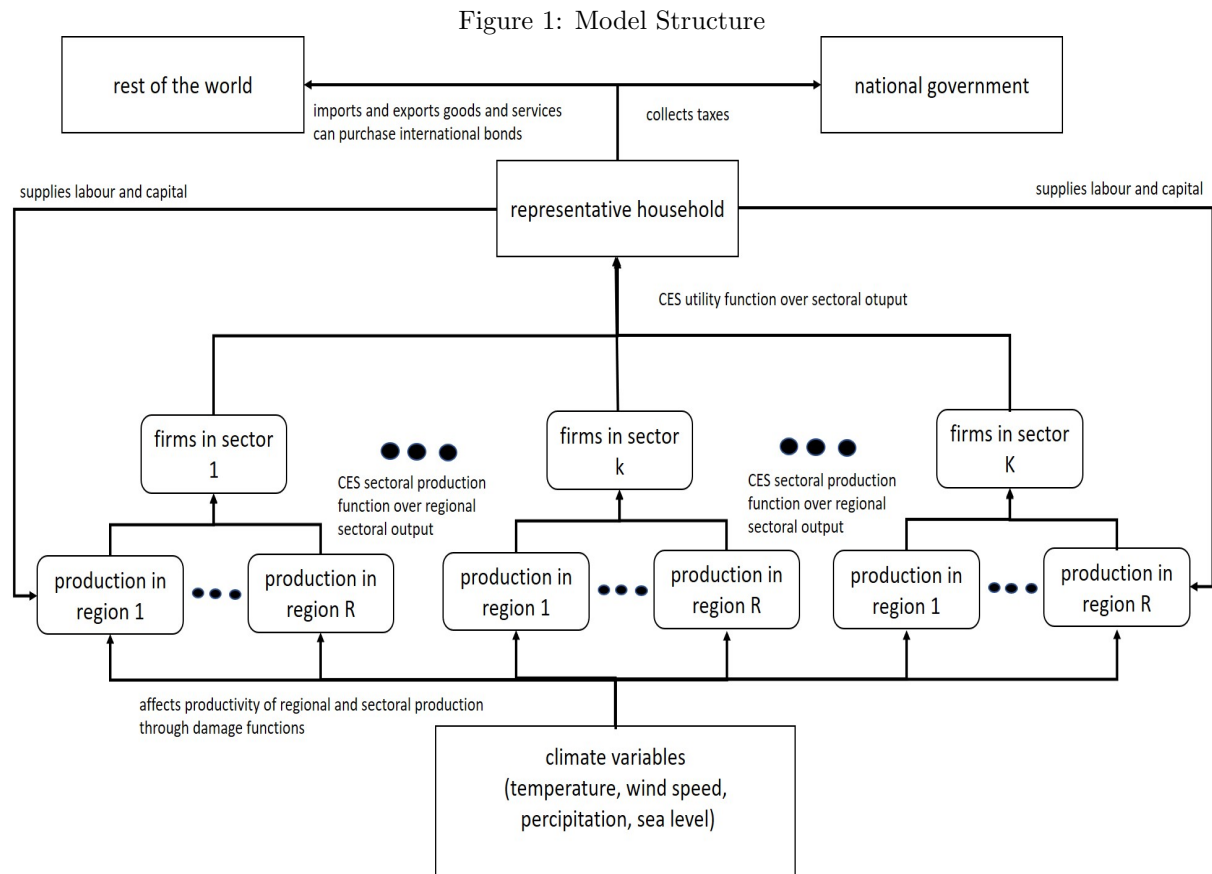 Figure 1: Model Structure
rest of the world
national government
imports and exports goods and services
can purchase international bonds
collects taxes
supplies labour and capital
representative household
supplies labour and capital
CES utility function over sectoral otuput
firms in sector
1
firms in sector
k
firms in sector
K
CES sectoral production
function over regional
sectoral output
CES sectoral production
function over regional
sectoral output
production in
region 1
production in
region R
production in
region 1
production in
region R
production in
region 1
production in
region R
affects productivity of regional and sectoral production
through damage functions
climate variables
(temperature, wind speed,
percipitation, sea level)